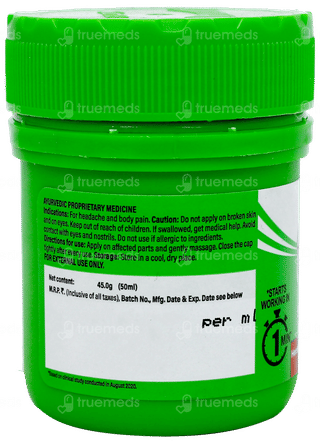 truemeds
AYURVEDIC PROPRIETARY MEDICINE
Indications: For headache and body pain. Caution: Do not apply on broken skin
and on eyes. Keep out of reach of children. If swallowed, get medical help. Avoid
contact with eyes and nostrils. Do not use if allergic to ingredients.
Directions for use: Apply on affected parts and gently massage. Close the cap
tightly after every use. Storage: Store in a cool, dry place.
FOR EXTERNAL USE ONLY.
Net content: 45.0g (50ml)
M.R.P. ₹. (Inclusive of all taxes), Batch No., Mfg. Date & Exp. Date see below
per ml
*STARTS
WORKING IN
1 MIN
*Based on clinical study conducted in August 2020.